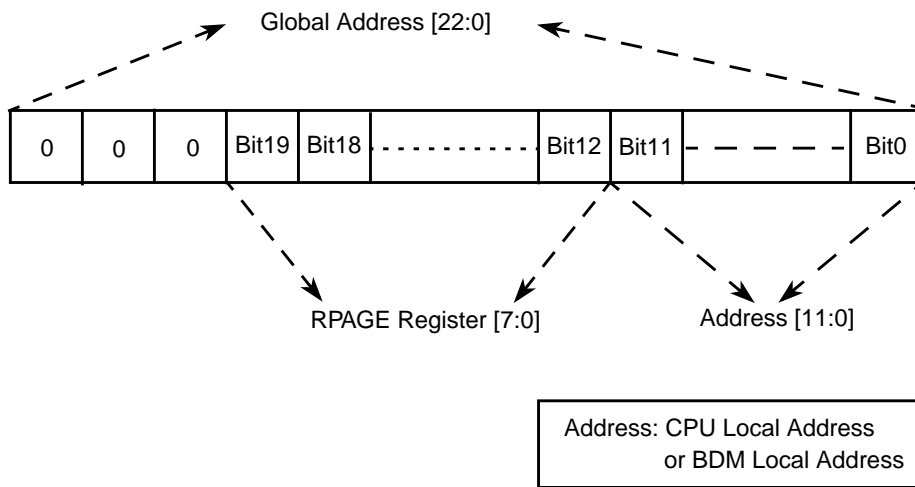 Global Address [22:0]
0 0 0 Bit19 Bit18 Bit12 Bit11 Bit0
RPAGE Register [7:0] Address [11:0]
Address: CPU Local Address
or BDM Local Address